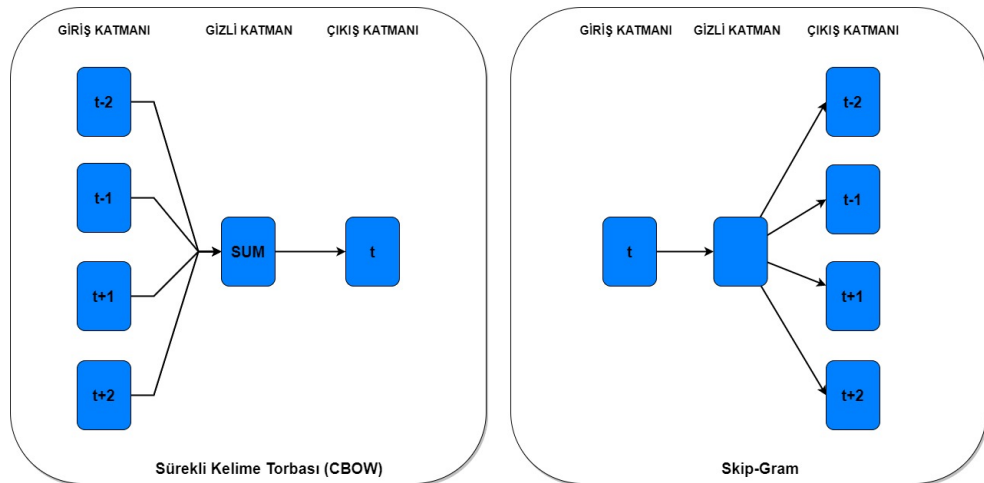 GİRİŞ KATMANI GİZLİ KATMAN ÇIKIŞ KATMANI
t-2
t-1
SUM t
t+1
t+2
Sürekli Kelime Torbası (CBOW)
GİRİŞ KATMANI GİZLİ KATMAN ÇIKIŞ KATMANI
t-2
t-1
t
t+1
t+2
Skip-Gram